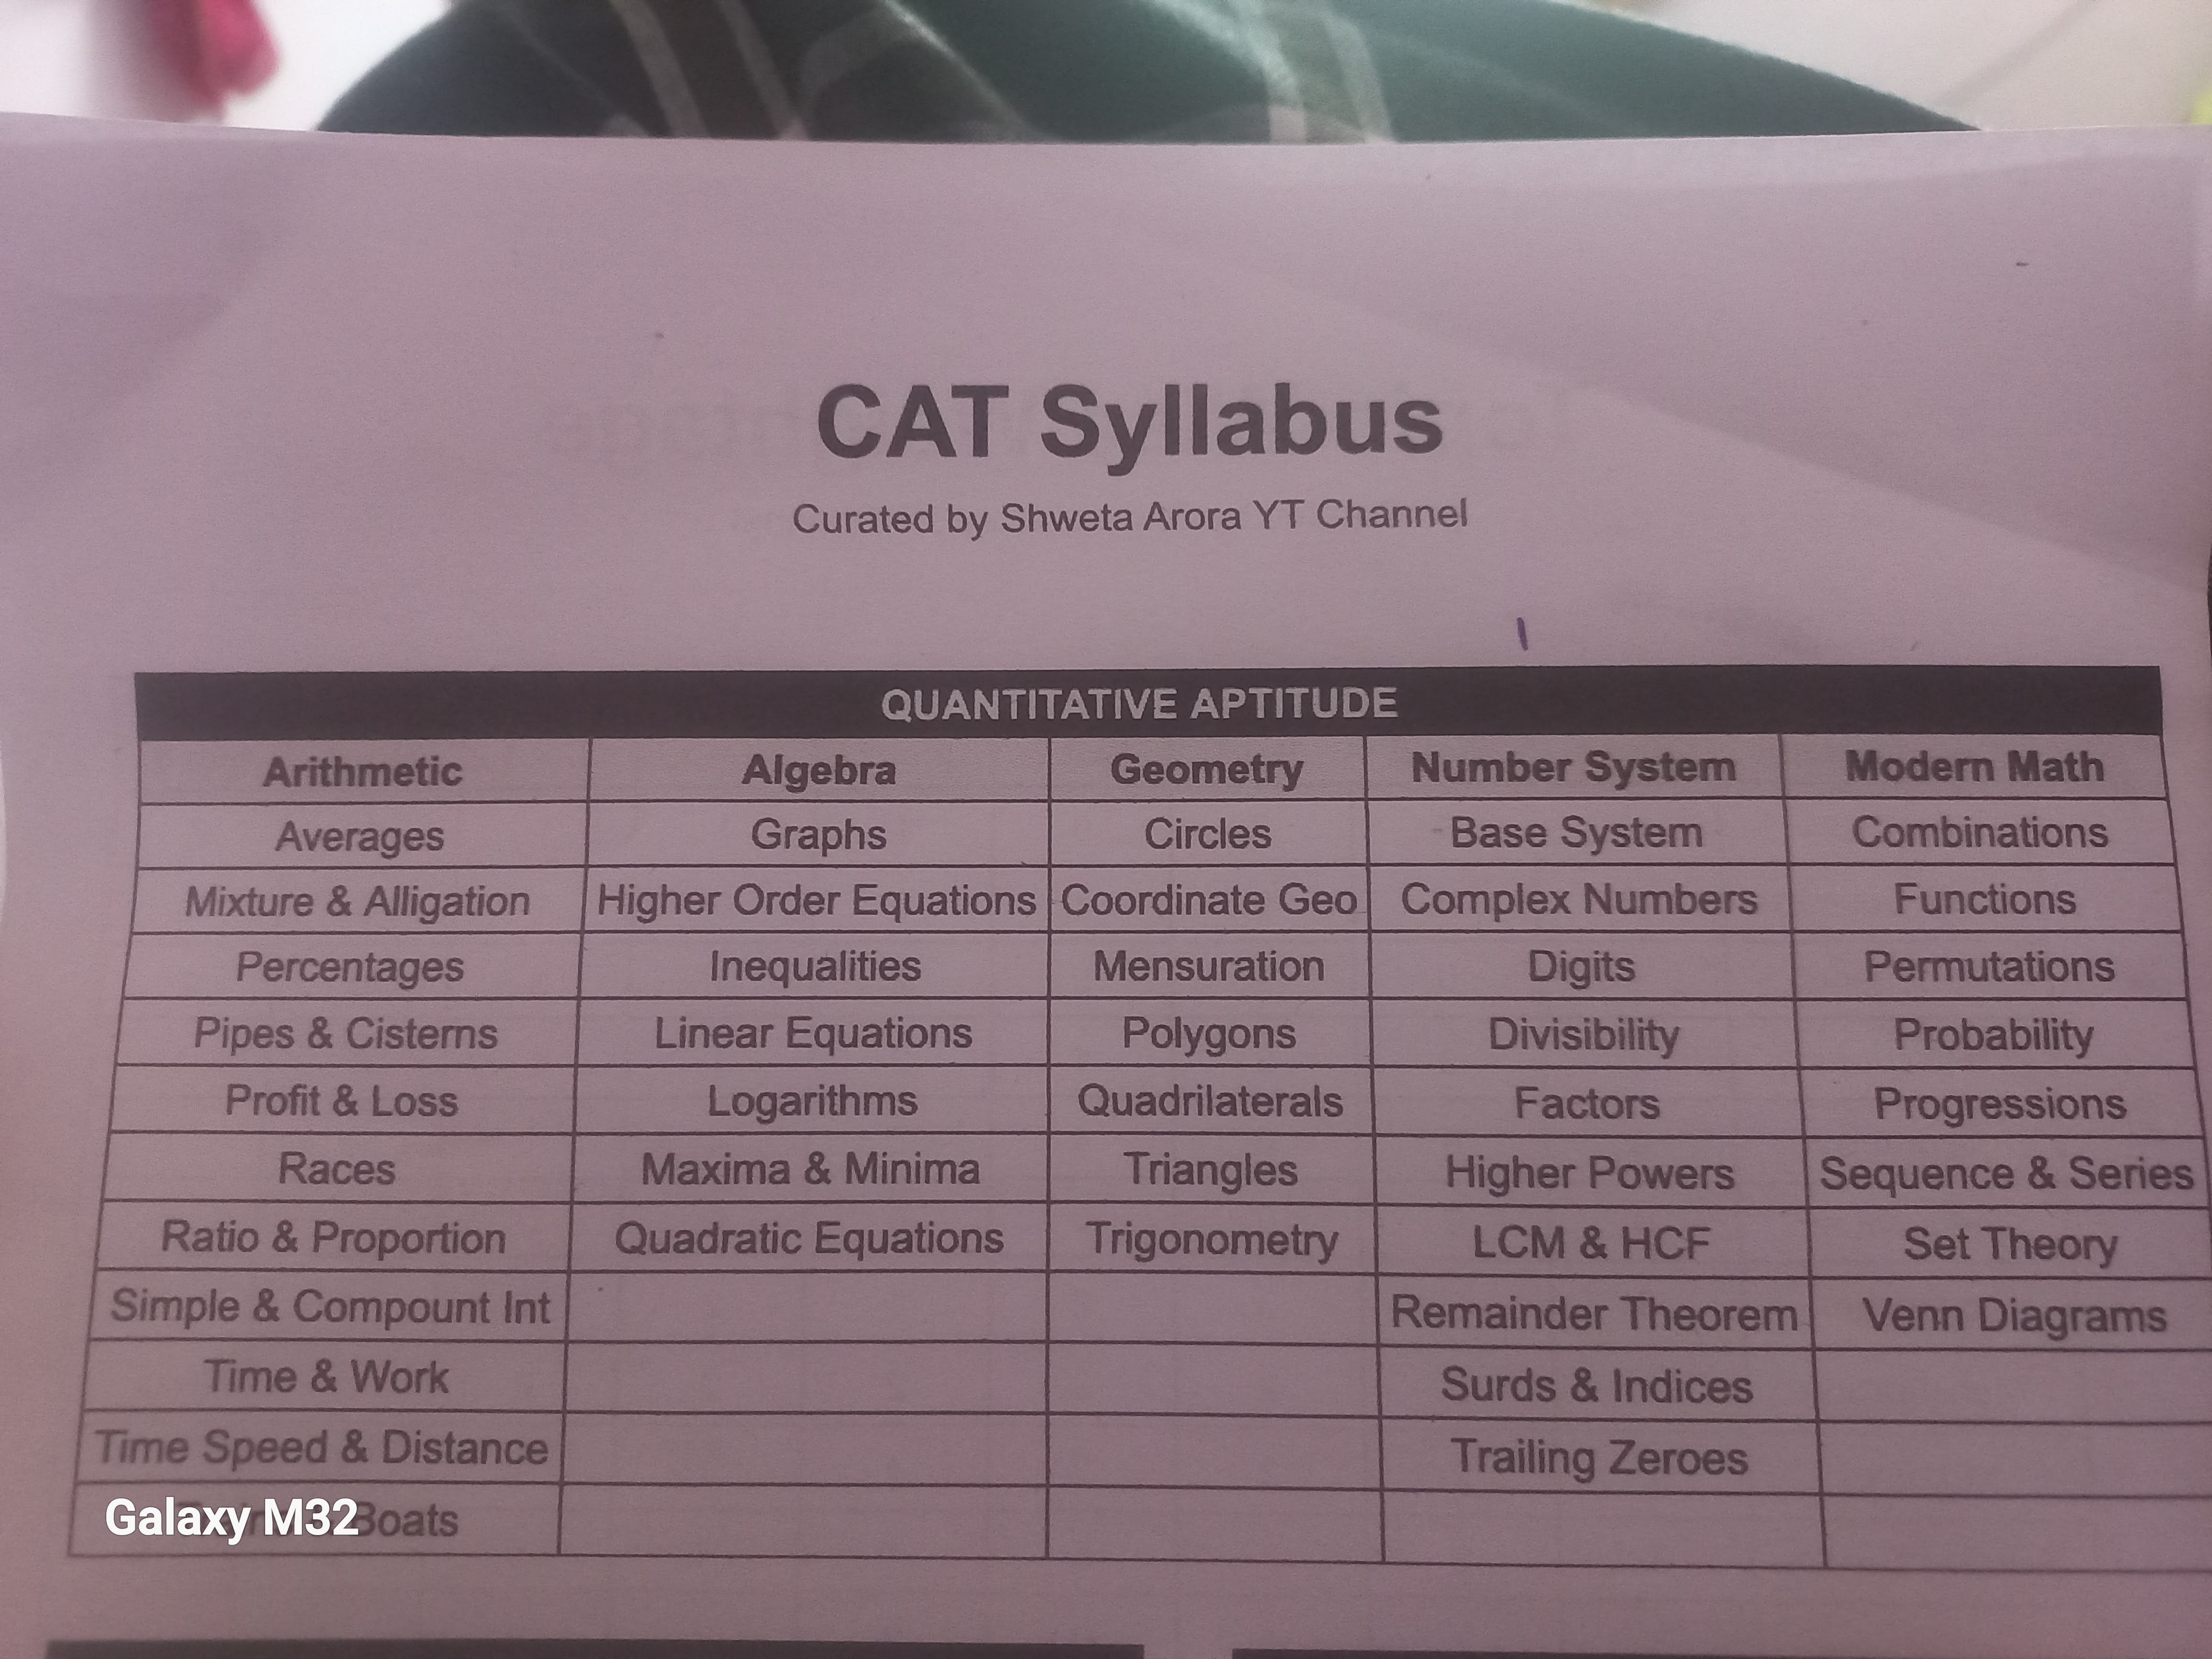 CAT Syllabus
Curated by Shweta Arora YT Channel
QUANTITATIVE APTITUDE
Arithmetic Algebra Geometry Number System Modern Math
Averages Graphs Circles Base System Combinations
Mixture & Alligation Higher Order Equations Coordinate Geo Complex Numbers Functions
Percentages Inequalities Mensuration Digits Permutations
Pipes & Cisterns Linear Equations Polygons Divisibility Probability
Profit & Loss Logarithms Quadrilaterals Factors Progressions
Races Maxima & Minima Triangles Higher Powers Sequence & Series
Ratio & Proportion Quadratic Equations Trigonometry LCM & HCF Set Theory
Simple & Compount Int Remainder Theorem Venn Diagrams
Time & Work Surds & Indices
Time Speed & Distance Trailing Zeroes
Boats
Galaxy M32